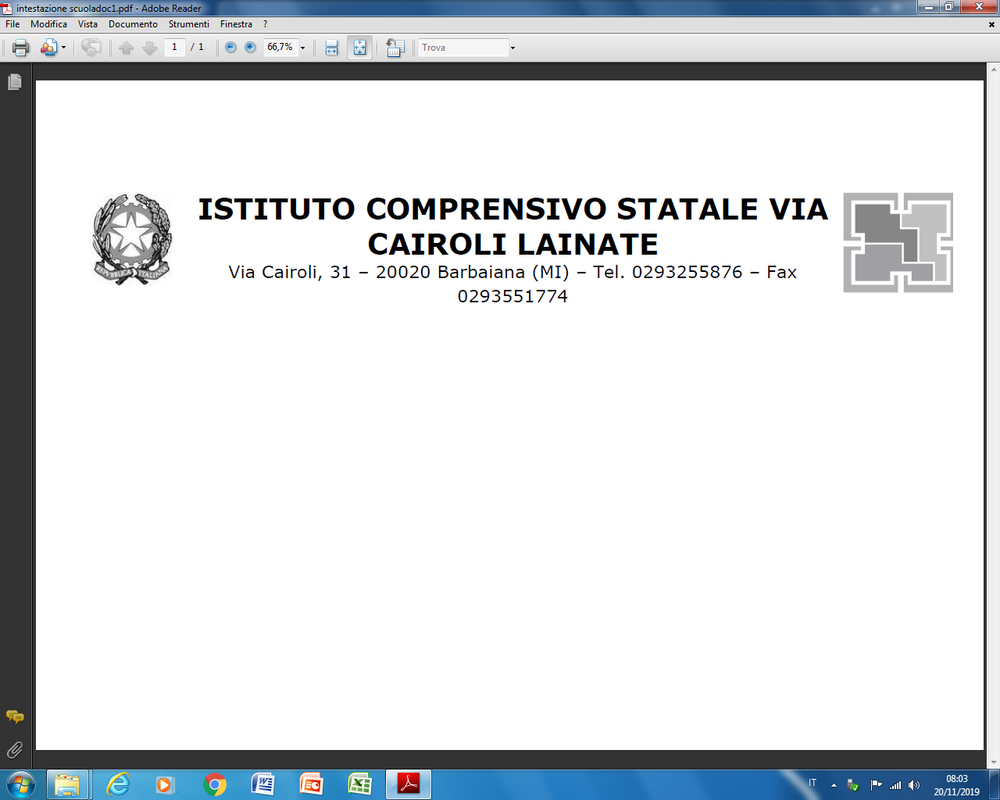 intestazione scuoladoc1.pdf - Adobe Reader
File Modifica Vista Documento Strumenti Finestra ?
1 / 1 66,7% Trova
ISTITUTO COMPRENSIVO STATALE VIA
CAIROLI LAINATE
Via Cairoli, 31 – 20020 Barbaiana (MI) – Tel. 0293255876 – Fax
0293551774
REPVBBLICA ITALIANA
IT
08:03
20/11/2019